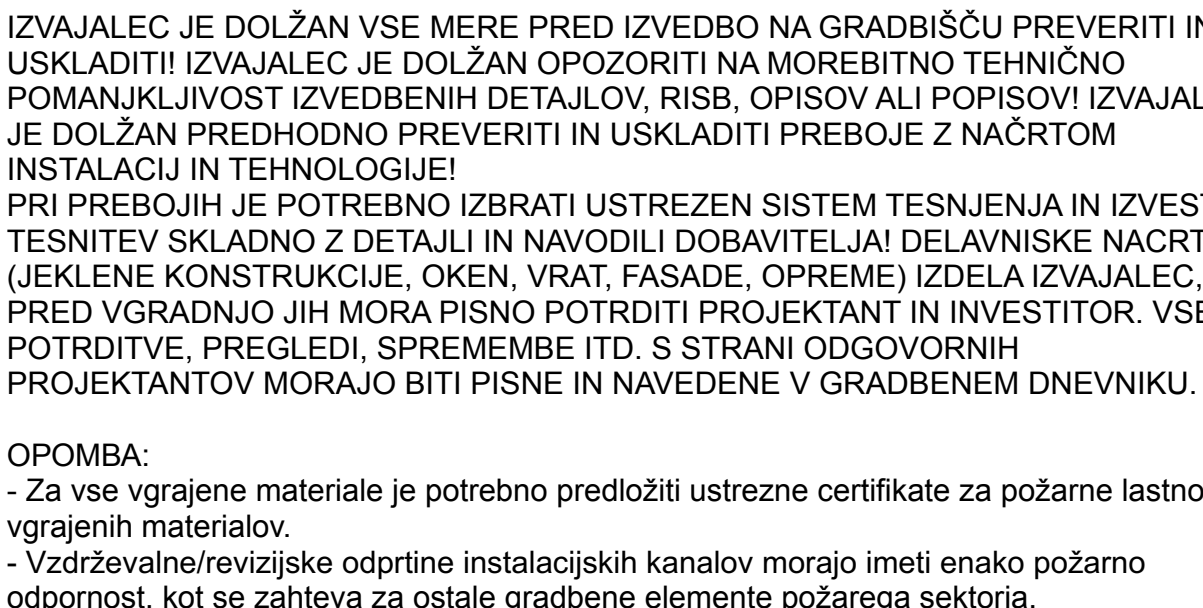 IZVAJALEC JE DOLŽAN VSE MERE PRED IZVEDBO NA GRADBIŠČU PREVERITI IN
USKLADITI! IZVAJALEC JE DOLŽAN OPOZORITI NA MOREBITNO TEHNIČNO
POMANJKLJIVOST IZVEDBENIH DETAJLOV, RISB, OPISOV ALI POPISOV! IZVAJAL
JE DOLŽAN PREDHODNO PREVERITI IN USKLADITI PREBOJE Z NAČRTOM
INSTALACIJ IN TEHNOLOGIJE!
PRI PREBOJIH JE POTREBNO IZBRATI USTREZEN SISTEM TESNJENJA IN IZVEST
TESNITEV SKLADNO Z DETAJLI IN NAVODILI DOBAVITELJA! DELAVNISKE NACRT
(JEKLENE KONSTRUKCIJE, OKEN, VRAT, FASADE, OPREME) IZDELA IZVAJALEC,
PRED VGRADNJO JIH MORA PISNO POTRDITI PROJEKTANT IN INVESTITOR. VSE
POTRDITVE, PREGLEDI, SPREMEMBE ITD. S STRANI ODGOVORNIH
PROJEKTANTOV MORAJO BITI PISNE IN NAVEDENE V GRADBENEM DNEVNIKU.
OPOMBA:
- Za vse vgrajene materiale je potrebno predložiti ustrezne certifikate za požarne lastno
vgrajenih materialov.
- Vzdrževalne/revizijske odprtine instalacijskih kanalov morajo imeti enako požarno
odpornost, kot se zahteva za ostale gradbene elemente požarega sektorja.